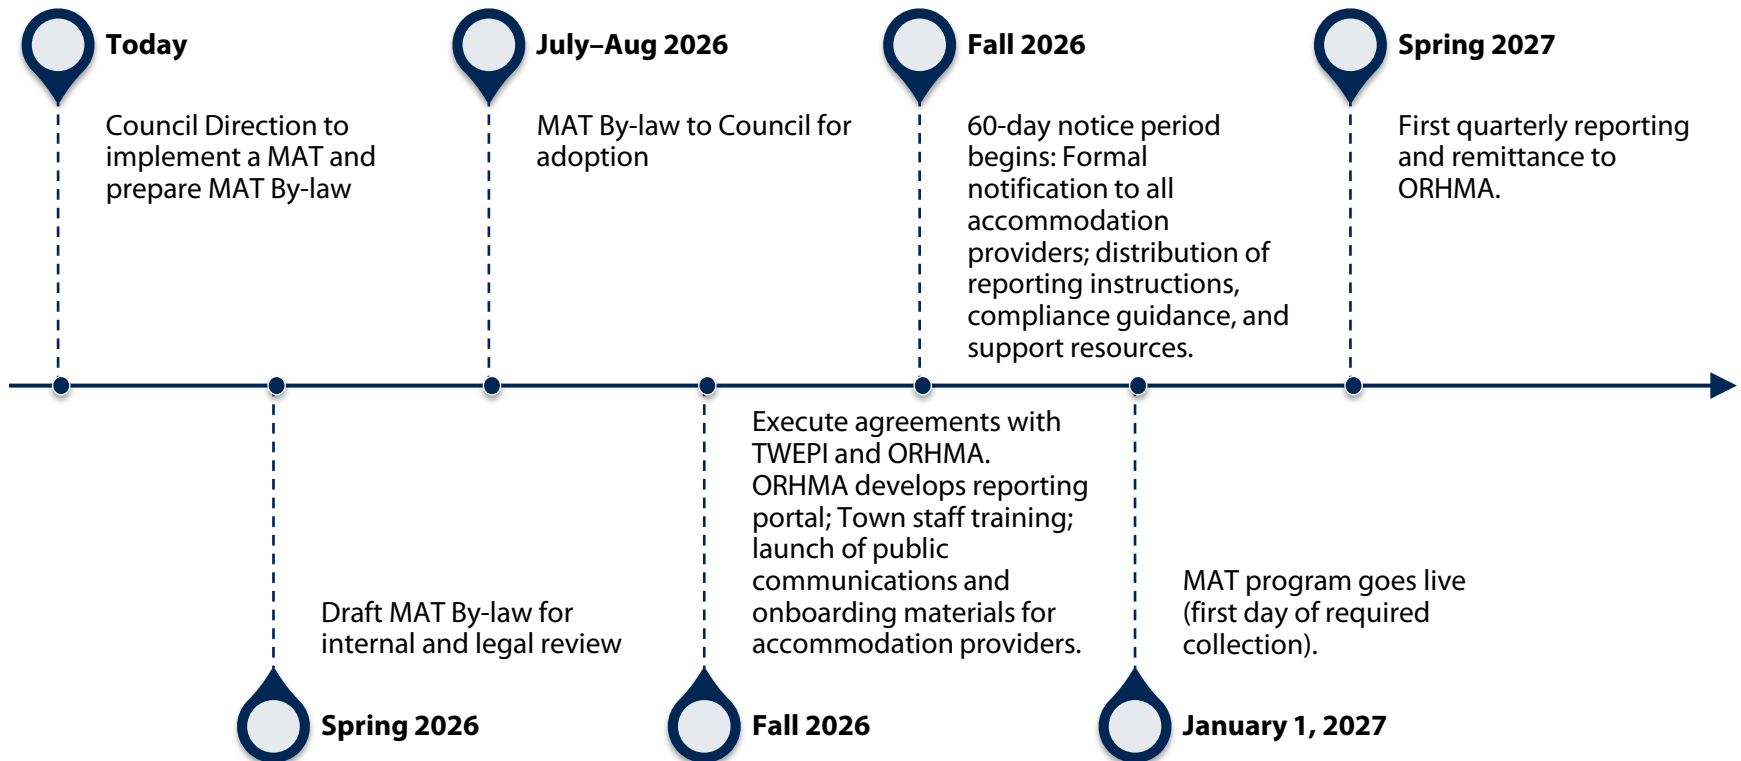 Today
Council Direction to
implement a MAT and
prepare MAT By-law
July–Aug 2026
MAT By-law to Council for
adoption
Fall 2026
60-day notice period
begins: Formal
notification to all
accommodation
providers; distribution of
reporting instructions,
compliance guidance, and
support resources.
Spring 2027
First quarterly reporting
and remittance to
ORHMA.
Draft MAT By-law for
internal and legal review
Spring 2026
Execute agreements with
TWEPI and ORHMA.
ORHMA develops reporting
portal; Town staff training;
launch of public
communications and
onboarding materials for
accommodation providers.
Fall 2026
MAT program goes live
(first day of required
collection).
January 1, 2027